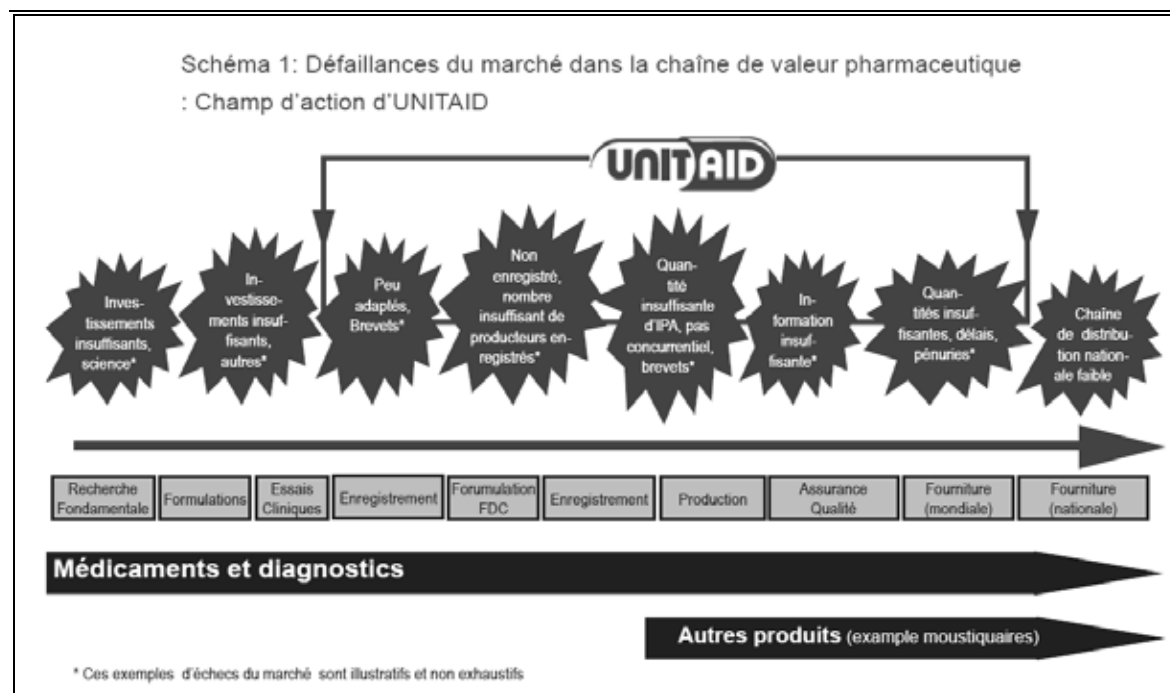 Schéma 1: Défaillances du marché dans la chaîne de valeur pharmaceutique
: Champ d'action d'UNITAID
UNITAID
Inves-
tissements
insuffisants,
science*
In-
vestisse-
ments insuf-
fisants,
autres*
Peu
adaptés,
Brevets*
Non
enregistré,
nombre
insuffisant de
producteurs en-
registrés*
Quan-
tité
insuffisante
d'IPA, pas
concurrentiel,
brevets*
In-
formation
insuf-
fisante*
Quan-
tités insuf-
fisantes, délais,
pénuries*
Chaîne
de distribu-
tion nation-
ale faible
Recherche
Fondamentale
Formulations
Essais
Cliniques
Enregistrement
Forumulation
FDC
Enregistrement
Production
Assurance
Qualité
Fourniture
(mondiale)
Fourniture
(nationale)
Médicaments et diagnostics
Autres produits (example moustiquaires)
* Ces exemples d'échecs du marché sont illustratifs et non exhaustifs